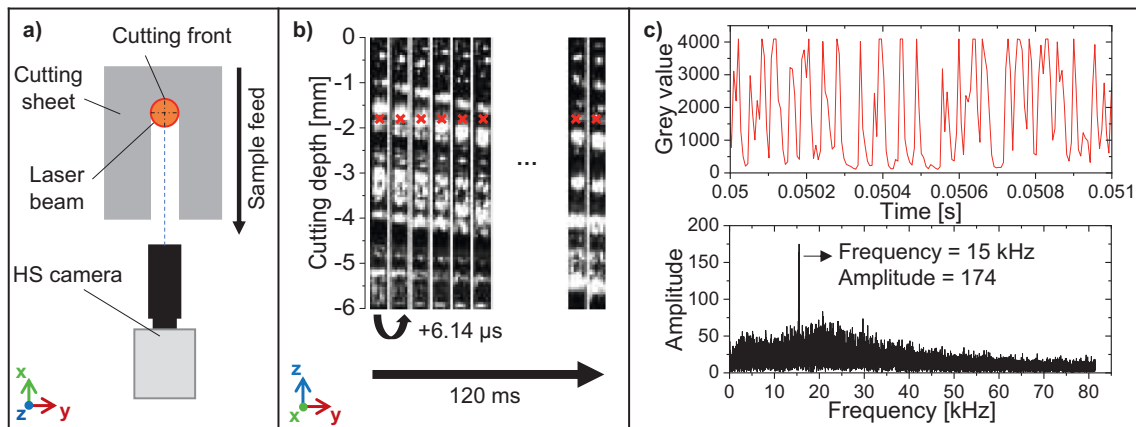 a)
Cutting front
Cutting
sheet
Laser
beam
Sample feed
HS camera
x
z
y
b)
Cutting depth [mm]
0
-1
-2
-3
-4
-5
-6
...
+6.14 µs
120 ms
z
x
y
c)
Grey value
4000
3000
2000
1000
0
0.05 0.0502 0.0504 0.0506 0.0508 0.051
Time [s]
Amplitude
200
150
100
50
0
Frequency = 15 kHz
Amplitude = 174
0 10 20 30 40 50 60 70 80
Frequency [kHz]